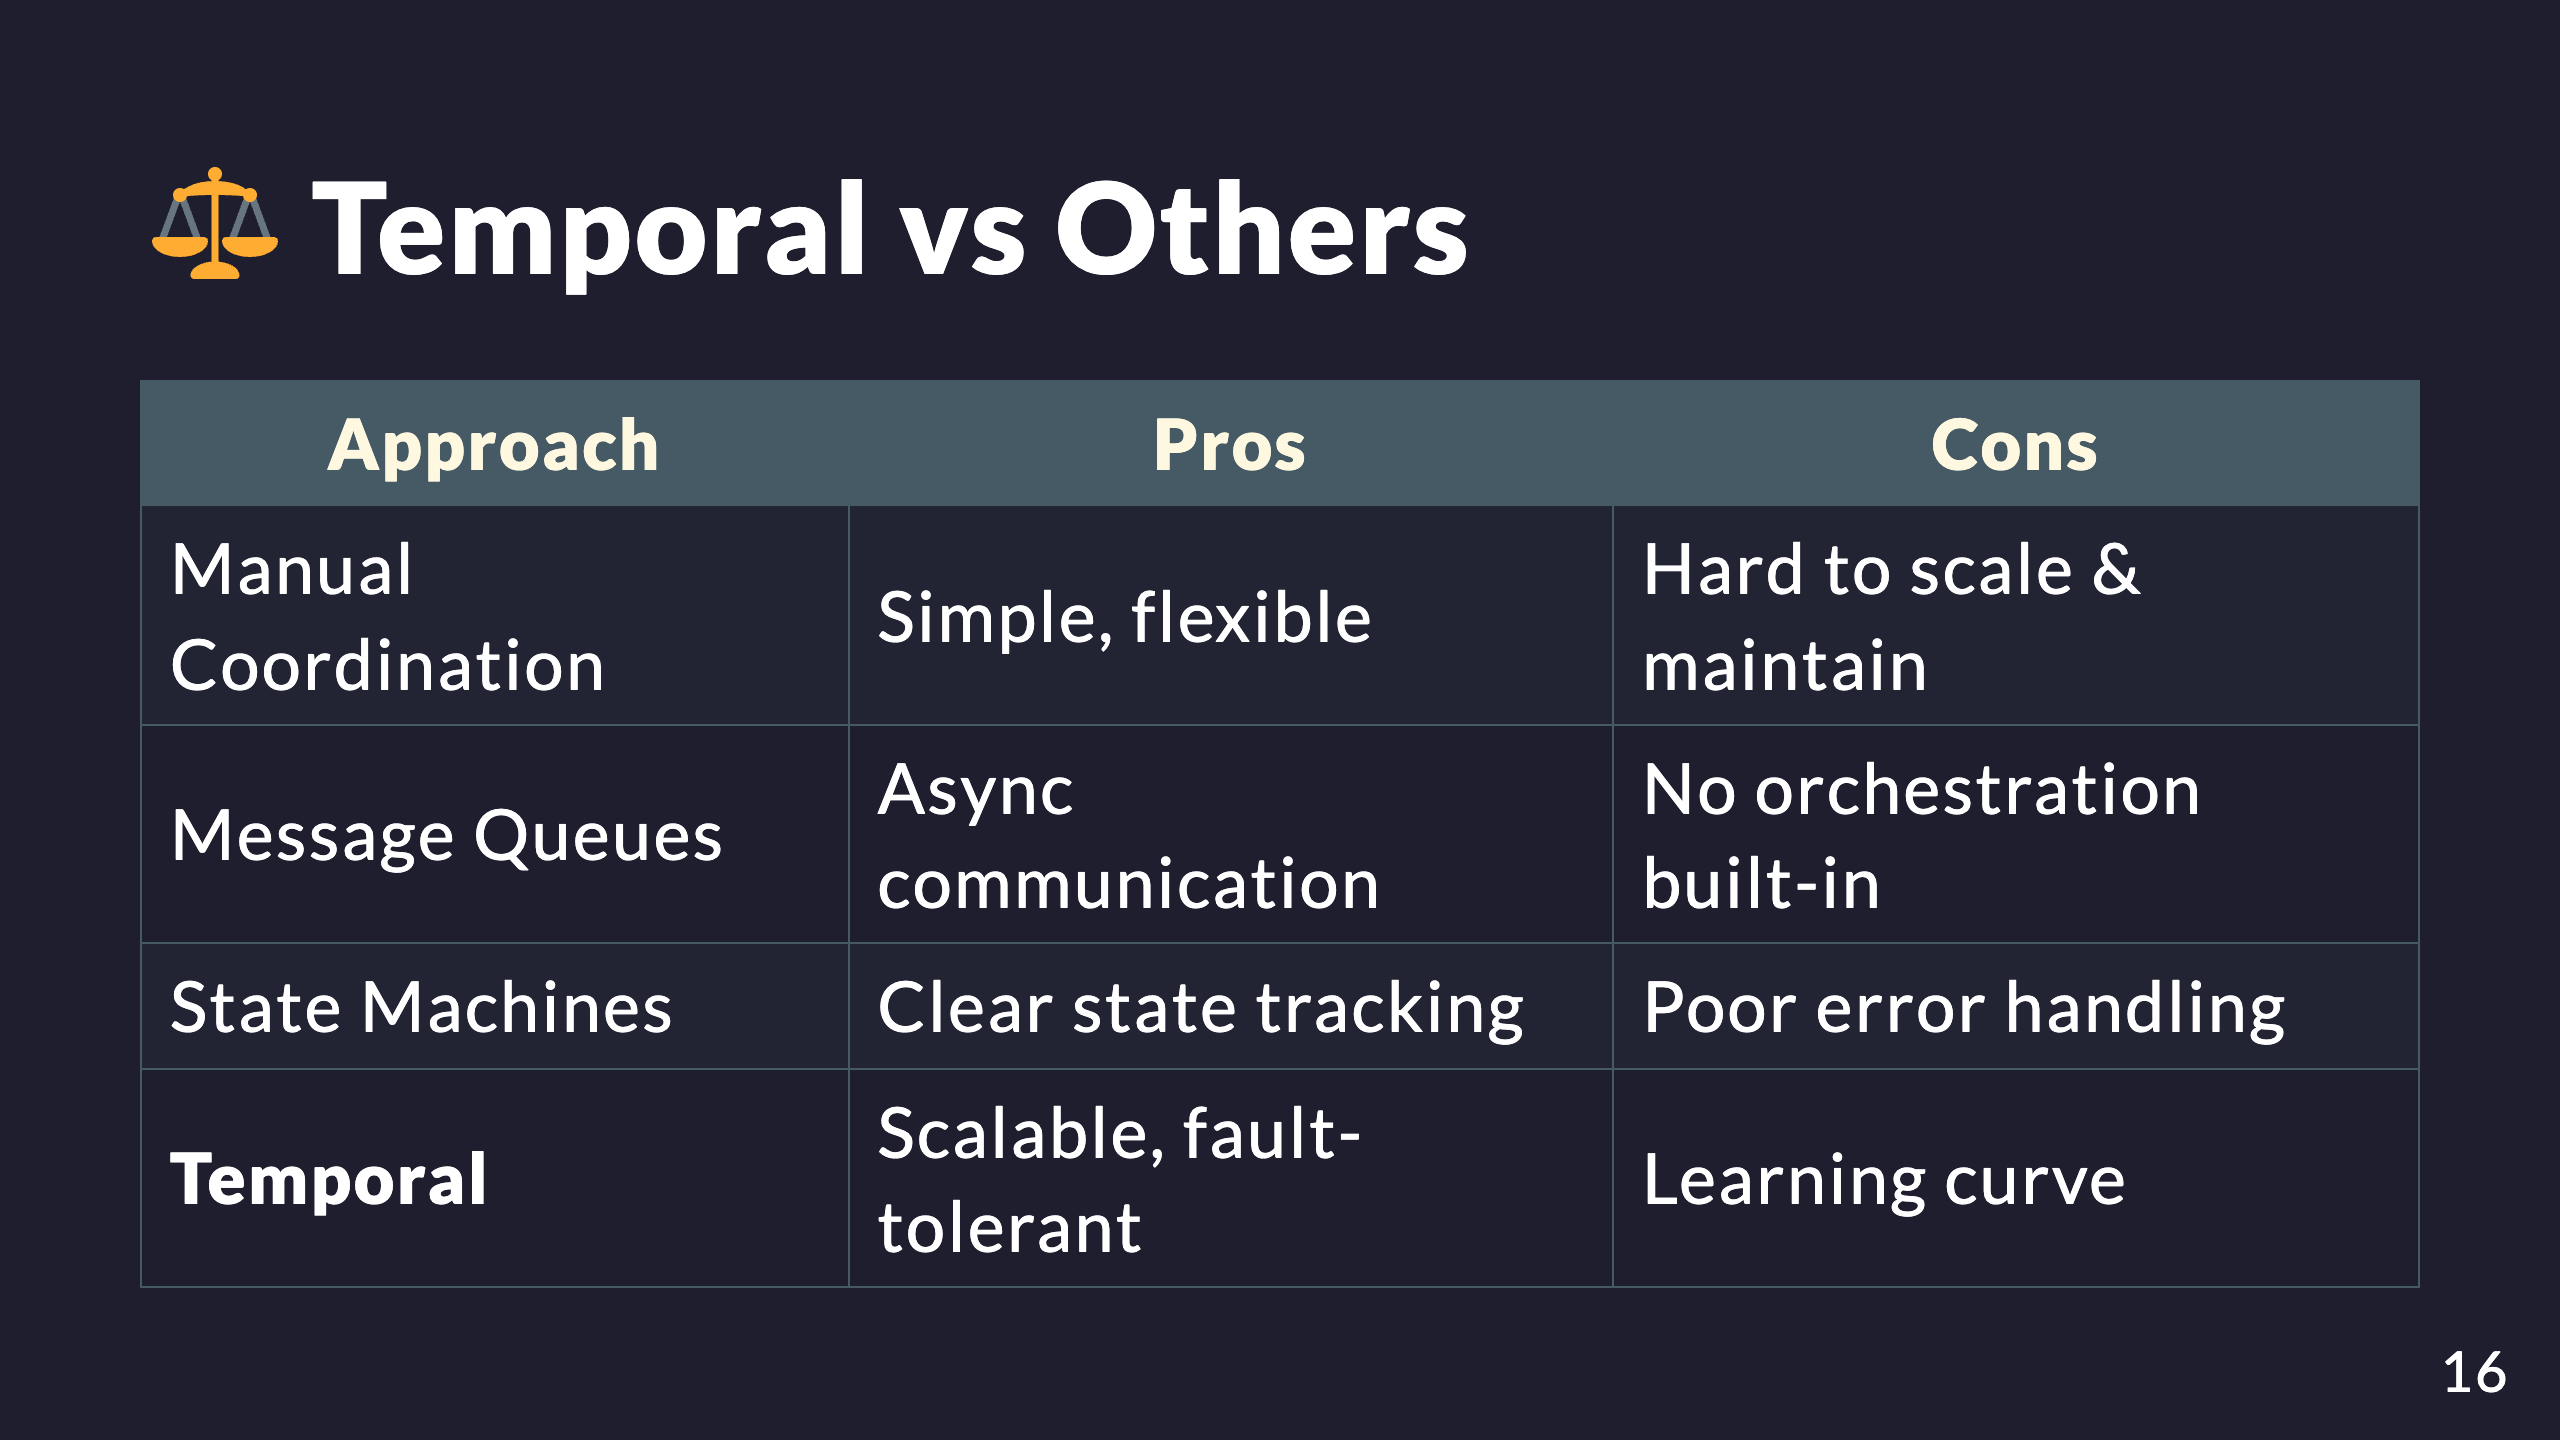 Temporal vs Others
Approach Pros Cons
Manual
Coordination
Simple, flexible
Hard to scale &
maintain
Message Queues
Async
communication
No orchestration
built-in
State Machines
Clear state tracking
Poor error handling
Temporal
Scalable, fault-
tolerant
Learning curve
16